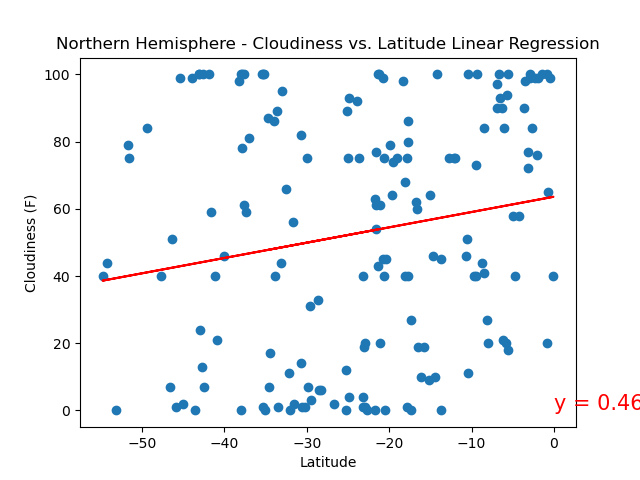 Northern Hemisphere - Cloudiness vs. Latitude Linear Regression
100
80
60
40
20
0
Cloudiness (F)
y = 0.46
−50 −40 −30 −20 −10 0
Latitude